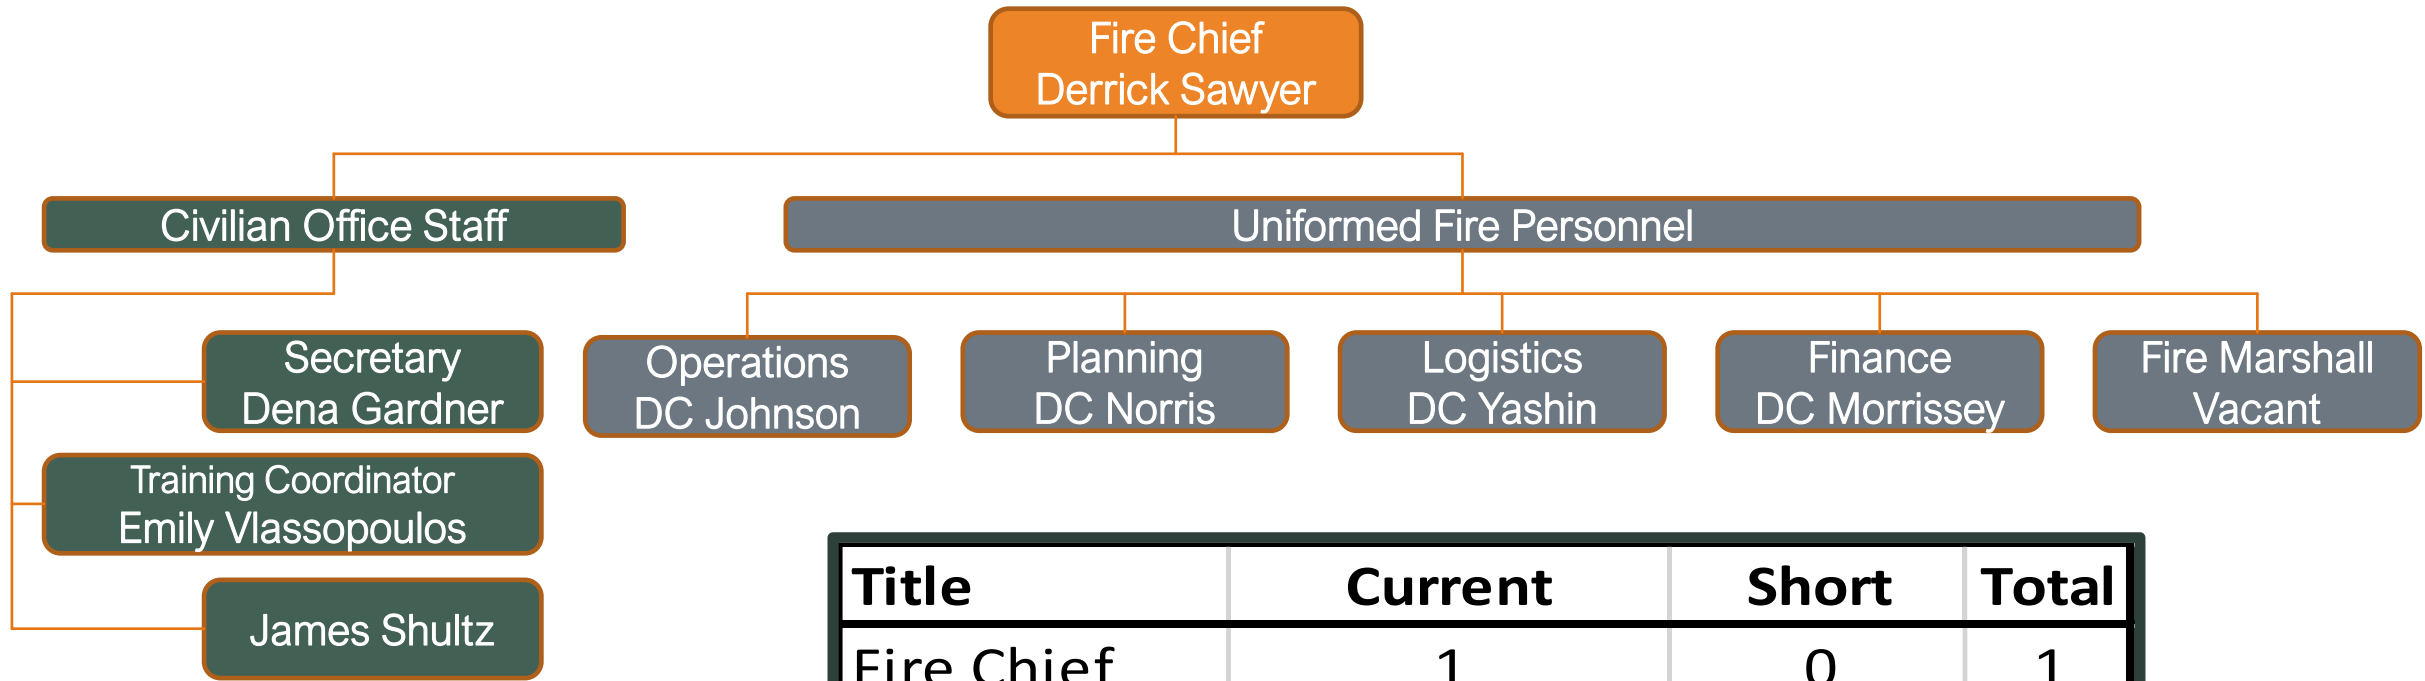 Fire Chief
Derrick Sawyer
Civilian Office Staff
Uniformed Fire Personnel
Secretary
Dena Gardner
Operations
DC Johnson
Planning
DC Norris
Logistics
DC Yashin
Finance
DC Morrissey
Fire Marshall
Vacant
Training Coordinator
Emily Vlassopoulos
James Shultz
Title Current Short Total
Fire Chief 1 0 1